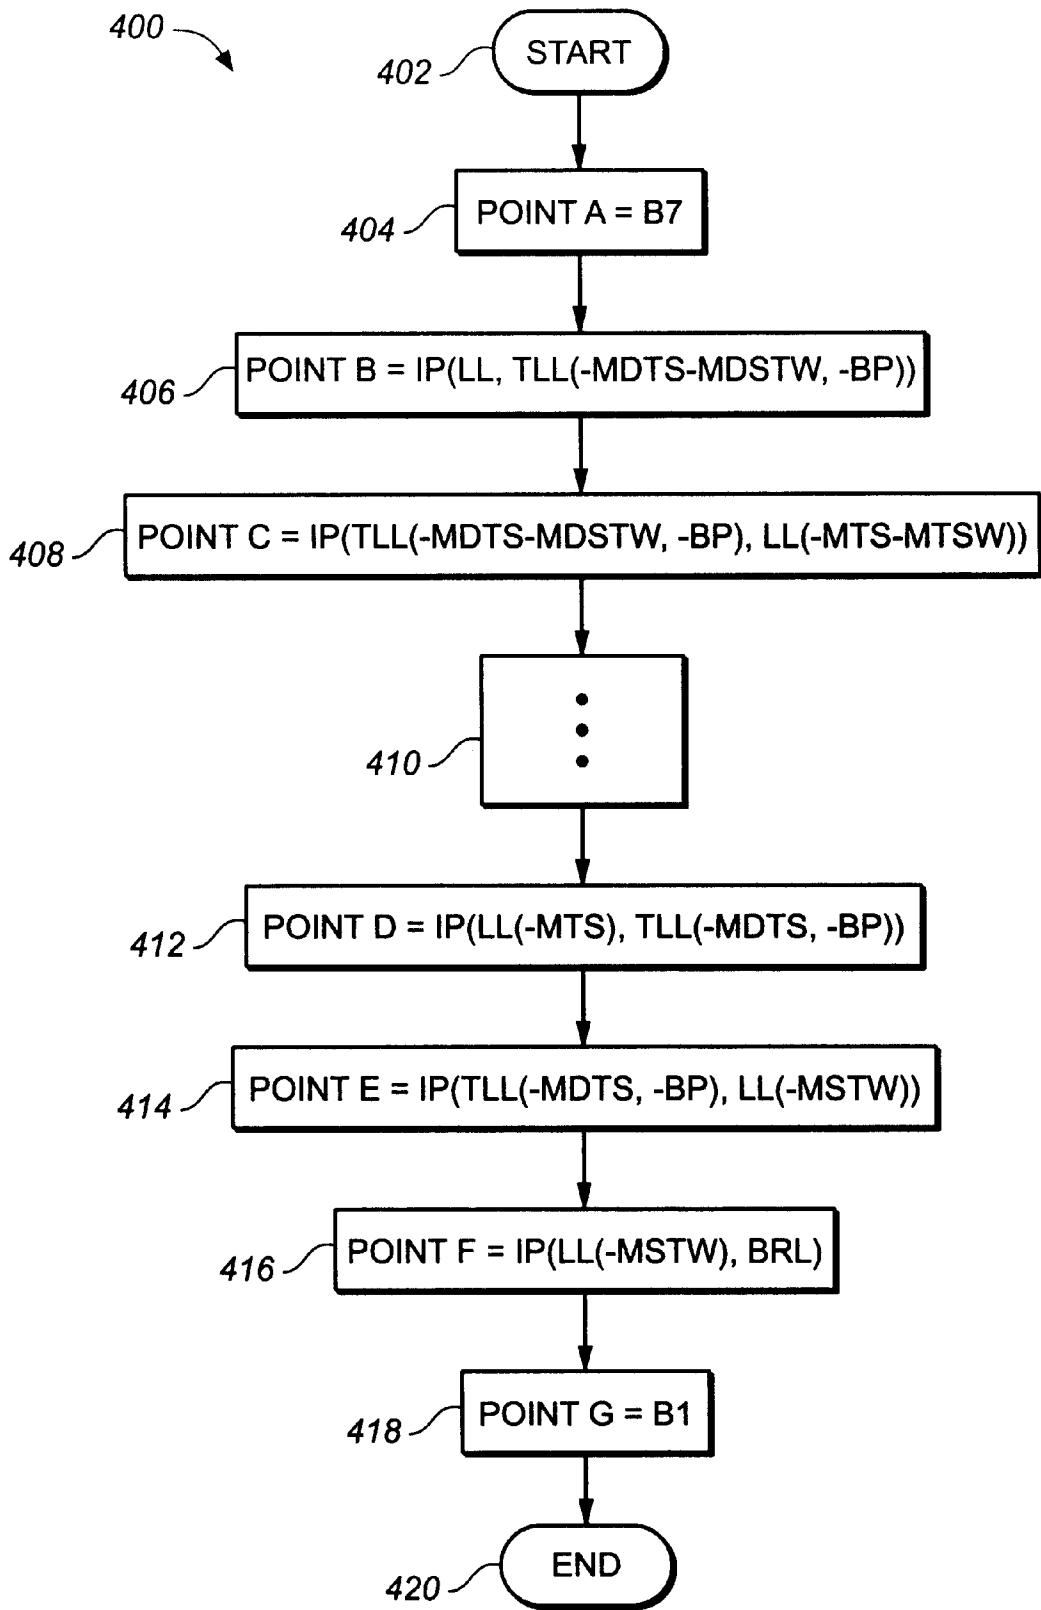 400
402
START
404
POINT A = B7
406
POINT B = IP(LL, TLL(-MDTS-MDSTW, -BP))
408
POINT C = IP(TLL(-MDTS-MDSTW, -BP), LL(-MTS-MTSW))
410
412
POINT D = IP(LL(-MTS), TLL(-MDTS, -BP))
414
POINT E = IP(TLL(-MDTS, -BP), LL(-MSTW))
416
POINT F = IP(LL(-MSTW), BRL)
418
POINT G = B1
420
END